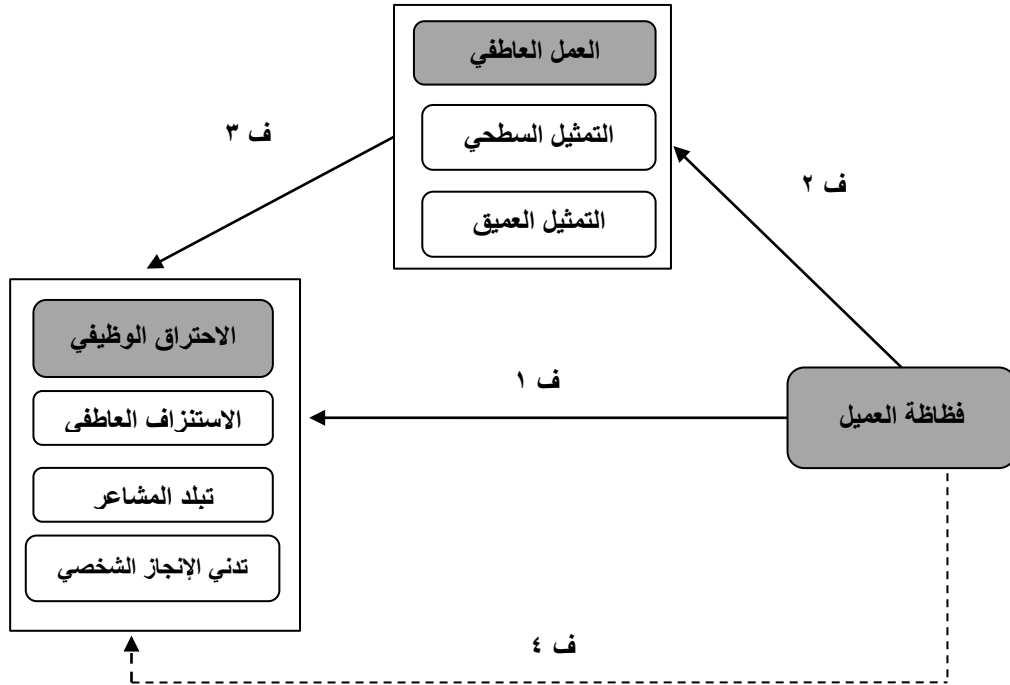 العمل العاطفي
التمثيل السطحي
التمثيل العميق
ف ٣
ف ٢
الاحتراق الوظيفي
الاستنزاف العاطفي
تبلد المشاعر
تدني الإنجاز الشخصي
ف ١
فظاظة العميل
ف ٤